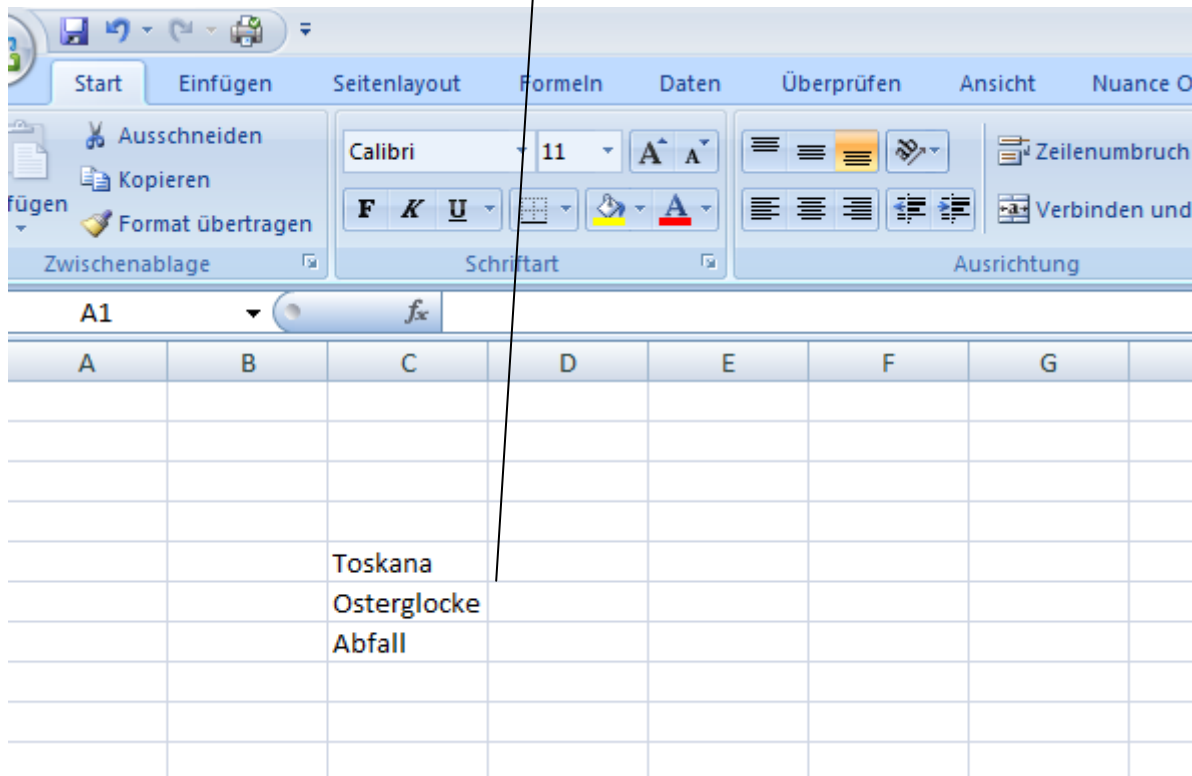 Start Einfügen Seitenlayout Formeln Daten Überprüfen Ansicht Nuance O
Ausschneiden
Kopieren
fügen
Format übertragen
Zwischenablage
Calibri 11 A A
F K U A
Schriftart
Zeilenumbruch
Verbinden und
Ausrichtung
A1 fx
A B C D E F G
Toskana
Osterglocke
Abfall